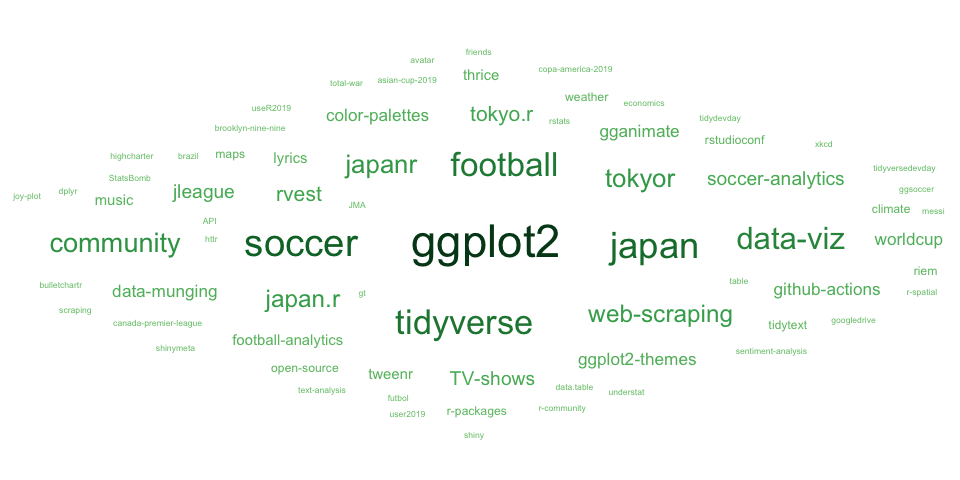 friends
avatar
thrice
copa-america-2019
total-war
asian-cup-2019
weather
economics
useR2019
color-palettes
tokyo.r
rstats
tidydevday
brooklyn-nine-nine
gganimate
rstudioconf
xkcd
highcharter
brazil
maps
lyrics
japanr
football
tidyversedevday
StatsBomb
tokyor
soccer-analytics
joy-plot
dplyr
music
jleague
rvest
ggsoccer
JMA
climate
messi
API
community
httr
soccer
ggplot2
japan
data-viz
worldcup
riem
bulletchartr
data-munging
japan.r
gt
table
github-actions
r-spatial
scraping
canada-premier-league
tidyverse
web-scraping
tidytext
googledrive
shinymeta
football-analytics
ggplot2-themes
sentiment-analysis
open-source
tweenr
TV-shows
text-analysis
data.table
understat
futbol
user2019
r-packages
r-community
shiny